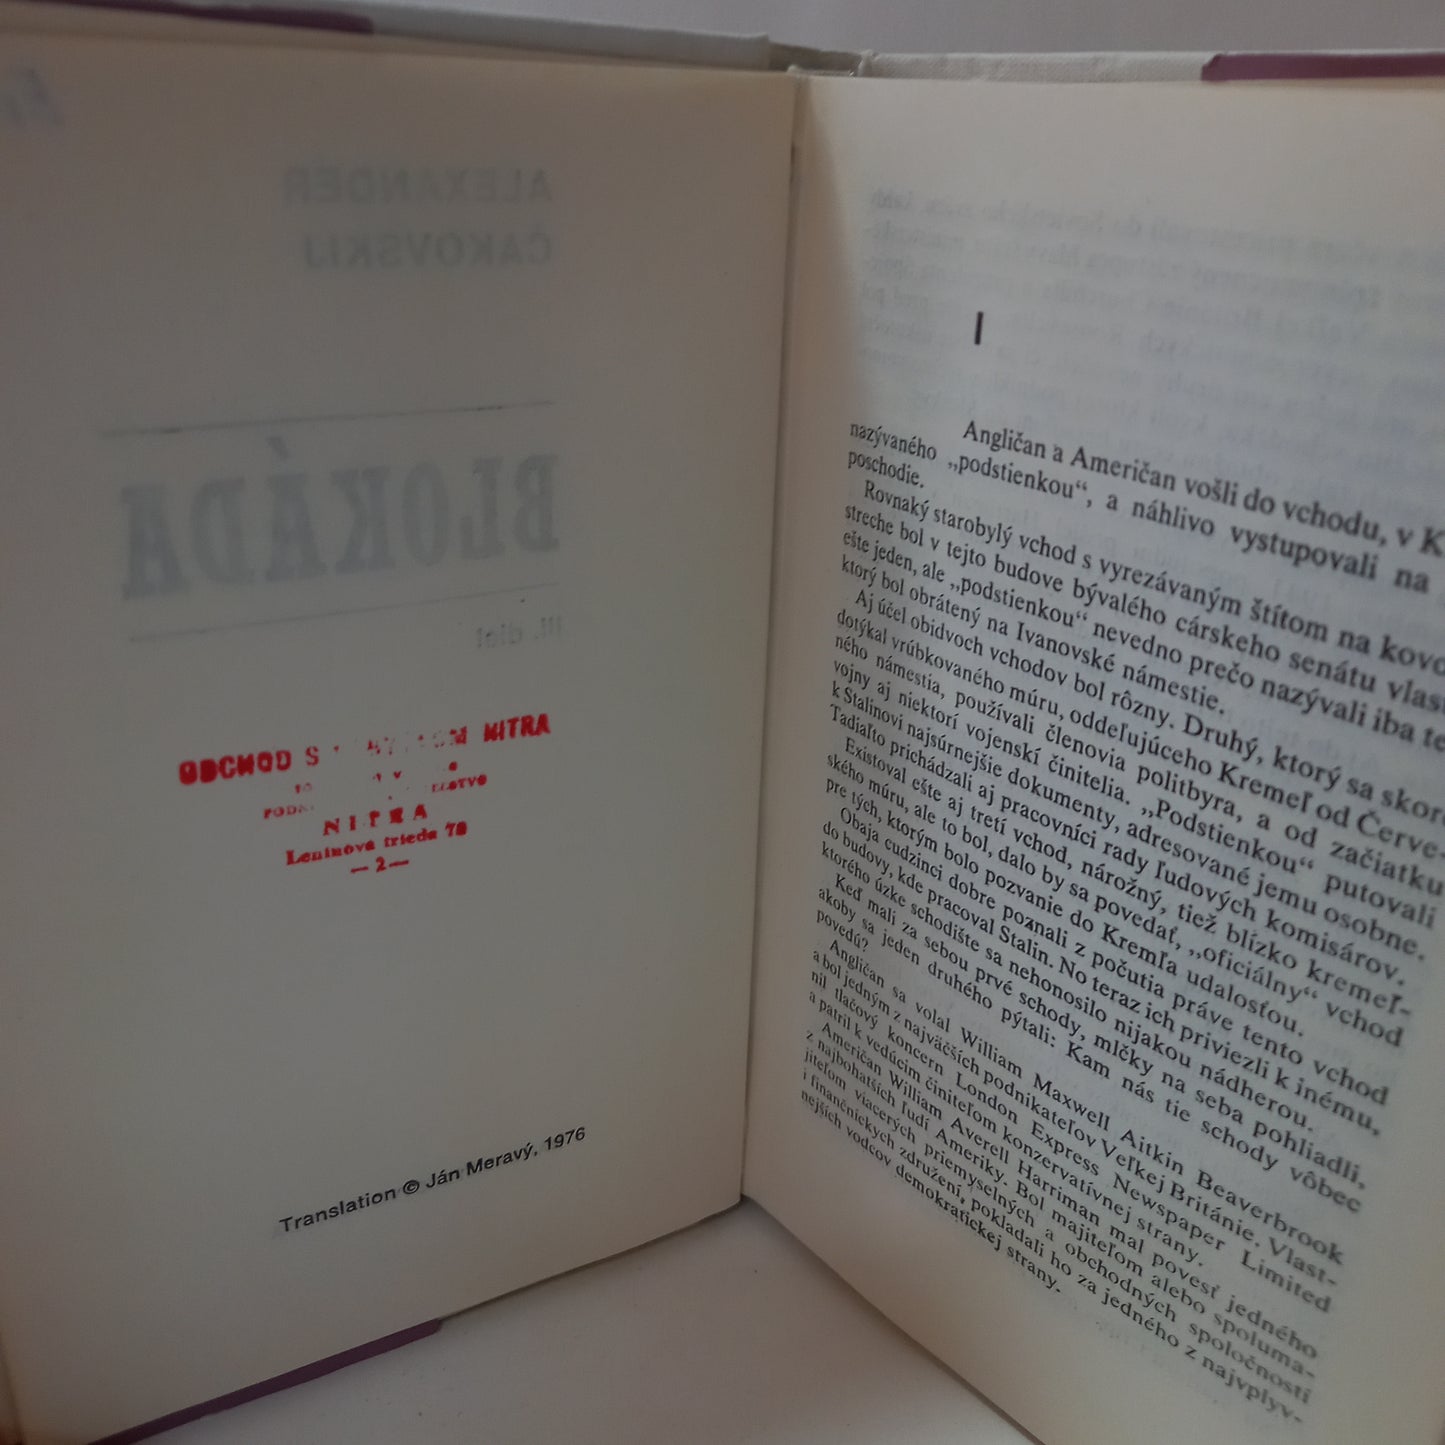 ALEXANDER
ČAKOVSKIJ
BLOKÁDA
III. diel
OBCHOD S NITRA
NITRA
Leninova trieda 70
—2—
Translation © Ján Meravý, 1976
I
Angličan a Američan vošli do vchodu, v K
nazývaného „podstienkou“, a náhlivo vystupovali na
poschodie.
Rovnaký starobylý vchod s vyrezávaným štítom na kovo
streche bol v tejto budove bývalého cárskeho senátu vlas
ešte jeden, ale „podstienkou“ nevedno prečo nazývali iba te
ktorý bol obrátený na Ivanovské námestie.
Aj účel obidvoch vchodov bol rôzny. Druhý, ktorý sa skor
dotýkal vrúbkovaného múru, oddeľujúceho Kremeľ od Červe-
ného námestia, používali členovia politbyra, a od začiatku
vojny aj niektorí vojenskí činitelia. „Podstienkou“ putovali
k Stalinovi najsúrnejšie dokumenty, adresované jemu osobne.
Tadiaľto prichádzali aj pracovníci rady ľudových komisárov.
Existoval ešte aj tretí vchod, nárožný, tiež blízko kremeľ-
ského múru, ale to bol, dalo by sa povedať, „oficiálny“ vchod
pre tých, ktorým bolo pozvanie do Kremľa udalosťou.
Obaja cudzinci dobre poznali z počutia práve tento vchod
do budovy, kde pracoval Stalin. No teraz ich priviezli k inému,
ktorého úzke schodište sa nehonosilo nijakou nádherou.
Keď mali za sebou prvé schody, mlčky na seba pohliadli,
akoby sa jeden druhého pýtali: Kam nás tie schody vôbec
povedú?
Angličan sa volal William Maxwell Aitkin Beaverbrook
a bol jedným z najväčších podnikateľov Veľkej Británie. Vlast-
nil tlačový koncern London Express Newspaper Limited
a patril k vedúcim činiteľom konzervatívnej strany.
Američan William Averell Harriman mal povesť jedného
z najbohatších ľudí Ameriky. Bol majiteľom alebo spoluma-
jiteľom viacerých priemyselných a obchodných spoločností
i finančníckych združení, pokladali ho za jedného z najvplyv-
nejších vodcov demokratickej strany.